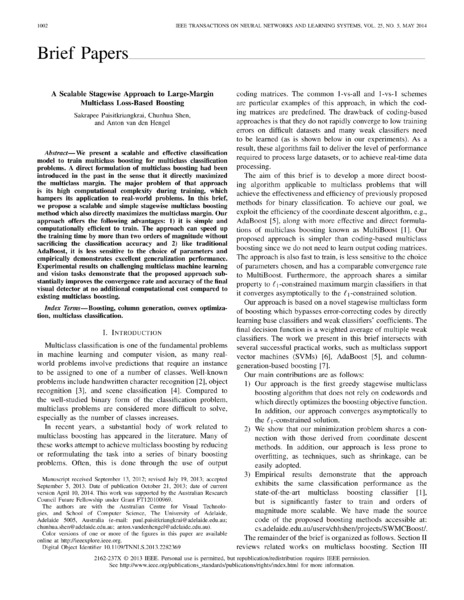 1002
IEEE TRANSACTIONS ON NEURAL NETWORKS AND LEARNING SYSTEMS, VOL. 25, NO. 5, MAY 2014
Brief Papers
A Scalable Stagewise Approach to Large-Margin
Multiclass Loss-Based Boosting
Sakrapee Paisitkriangkrai, Chunhua Shen,
and Anton van den Hengel
Abstract—We present a scalable and effective classification
model to train multiclass boosting for multiclass classification
problems. A direct formulation of multiclass boosting had been
introduced in the past in the sense that it directly maximized
the multiclass margin. The major problem of that approach
is its high computational complexity during training, which
hampers its application to real-world problems. In this brief,
we propose a scalable and simple stagewise multiclass boosting
method which also directly maximizes the multiclass margin. Our
approach offers the following advantages: 1) it is simple and
computationally efficient to train. The approach can speed up
the training time by more than two orders of magnitude without
sacrificing the classification accuracy and 2) like traditional
AdaBoost, it is less sensitive to the choice of parameters and
empirically demonstrates excellent generalization performance.
Experimental results on challenging multiclass machine learning
and vision tasks demonstrate that the proposed approach sub-
stantially improves the convergence rate and accuracy of the final
visual detector at no additional computational cost compared to
existing multiclass boosting.
Index Terms—Boosting, column generation, convex optimiza-
tion, multiclass classification.
I. INTRODUCTION
Multiclass classification is one of the fundamental problems
in machine learning and computer vision, as many real-
world problems involve predictions that require an instance
to be assigned to one of a number of classes. Well-known
problems include handwritten character recognition [2], object
recognition [3], and scene classification [4]. Compared to
the well-studied binary form of the classification problem,
multiclass problems are considered more difficult to solve,
especially as the number of classes increases.
In recent years, a substantial body of work related to
multiclass boosting has appeared in the literature. Many of
these works attempt to achieve multiclass boosting by reducing
or reformulating the task into a series of binary boosting
problems. Often, this is done through the use of output
Manuscript received September 13, 2012; revised July 19, 2013; accepted
September 5, 2013. Date of publication October 21, 2013; date of current
version April 10, 2014. This work was supported by the Australian Research
Council Future Fellowship under Grant FT120100969.
The authors are with the Australian Centre for Visual Technolo-
gies, and School of Computer Science, The University of Adelaide,
Adelaide 5005, Australia (e-mail: paul.paisitkriangkrai@adelaide.edu.au;
chunhua.shen@adelaide.edu.au; anton.vandenhengel@adelaide.edu.au).
Color versions of one or more of the figures in this paper are available
online at http://ieeexplore.ieee.org.
Digital Object Identifier 10.1109/TNNLS.2013.2282369
coding matrices. The common 1-vs-all and 1-vs-1 schemes
are particular examples of this approach, in which the cod-
ing matrices are predefined. The drawback of coding-based
approaches is that they do not rapidly converge to low training
errors on difficult datasets and many weak classifiers need
to be learned (as is shown below in our experiments). As a
result, these algorithms fail to deliver the level of performance
required to process large datasets, or to achieve real-time data
processing.
The aim of this brief is to develop a more direct boost-
ing algorithm applicable to multiclass problems that will
achieve the effectiveness and efficiency of previously proposed
methods for binary classification. To achieve our goal, we
exploit the efficiency of the coordinate descent algorithm, e.g.,
AdaBoost [5], along with more effective and direct formula-
tions of multiclass boosting known as MultiBoost [1]. Our
proposed approach is simpler than coding-based multiclass
boosting since we do not need to learn output coding matrices.
The approach is also fast to train, is less sensitive to the choice
of parameters chosen, and has a comparable convergence rate
to MultiBoost. Furthermore, the approach shares a similar
property to ℓ1-constrained maximum margin classifiers in that
it converges asymptotically to the ℓ1-constrained solution.
Our approach is based on a novel stagewise multiclass form
of boosting which bypasses error-correcting codes by directly
learning base classifiers and weak classifiers' coefficients. The
final decision function is a weighted average of multiple weak
classifiers. The work we present in this brief intersects with
several successful practical works, such as multiclass support
vector machines (SVMs) [6], AdaBoost [5], and column-
generation-based boosting [7].
Our main contributions are as follows:
1) Our approach is the first greedy stagewise multiclass
boosting algorithm that does not rely on codewords and
which directly optimizes the boosting objective function.
In addition, our approach converges asymptotically to
the ℓ1-constrained solution.
2) We show that our minimization problem shares a con-
nection with those derived from coordinate descent
methods. In addition, our approach is less prone to
overfitting, as techniques, such as shrinkage, can be
easily adopted.
3) Empirical results demonstrate that the approach
exhibits the same classification performance as the
state-of-the-art multiclass boosting classifier [1],
but is significantly faster to train and orders of
magnitude more scalable. We have made the source
code of the proposed boosting methods accessible at:
cs.adelaide.edu.au/users/chhshen/projects/SWMCBoost/.
The remainder of the brief is organized as follows. Section II
reviews related works on multiclass boosting. Section III
2162-237X © 2013 IEEE. Personal use is permitted, but republication/redistribution requires IEEE permission.
See http://www.ieee.org/publications_standards/publications/rights/index.html for more information.